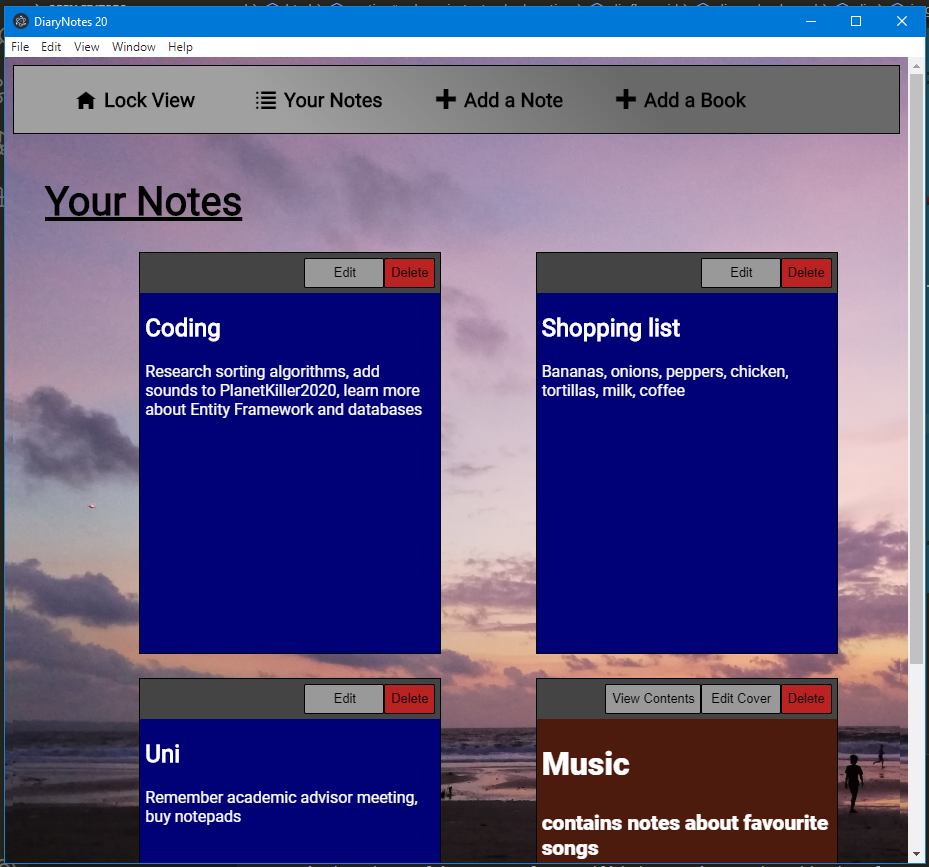 DiaryNotes 20
File Edit View Window Help
Lock View Your Notes Add a Note Add a Book
Your Notes
Edit Delete
Edit Delete
Coding
Research sorting algorithms, add
sounds to PlanetKiller2020, learn more
about Entity Framework and databases
Shopping list
Bananas, onions, peppers, chicken,
tortillas, milk, coffee
Edit Delete
View Contents Edit Cover Delete
Uni
Remember academic advisor meeting,
buy notepads
Music
contains notes about favourite
songs